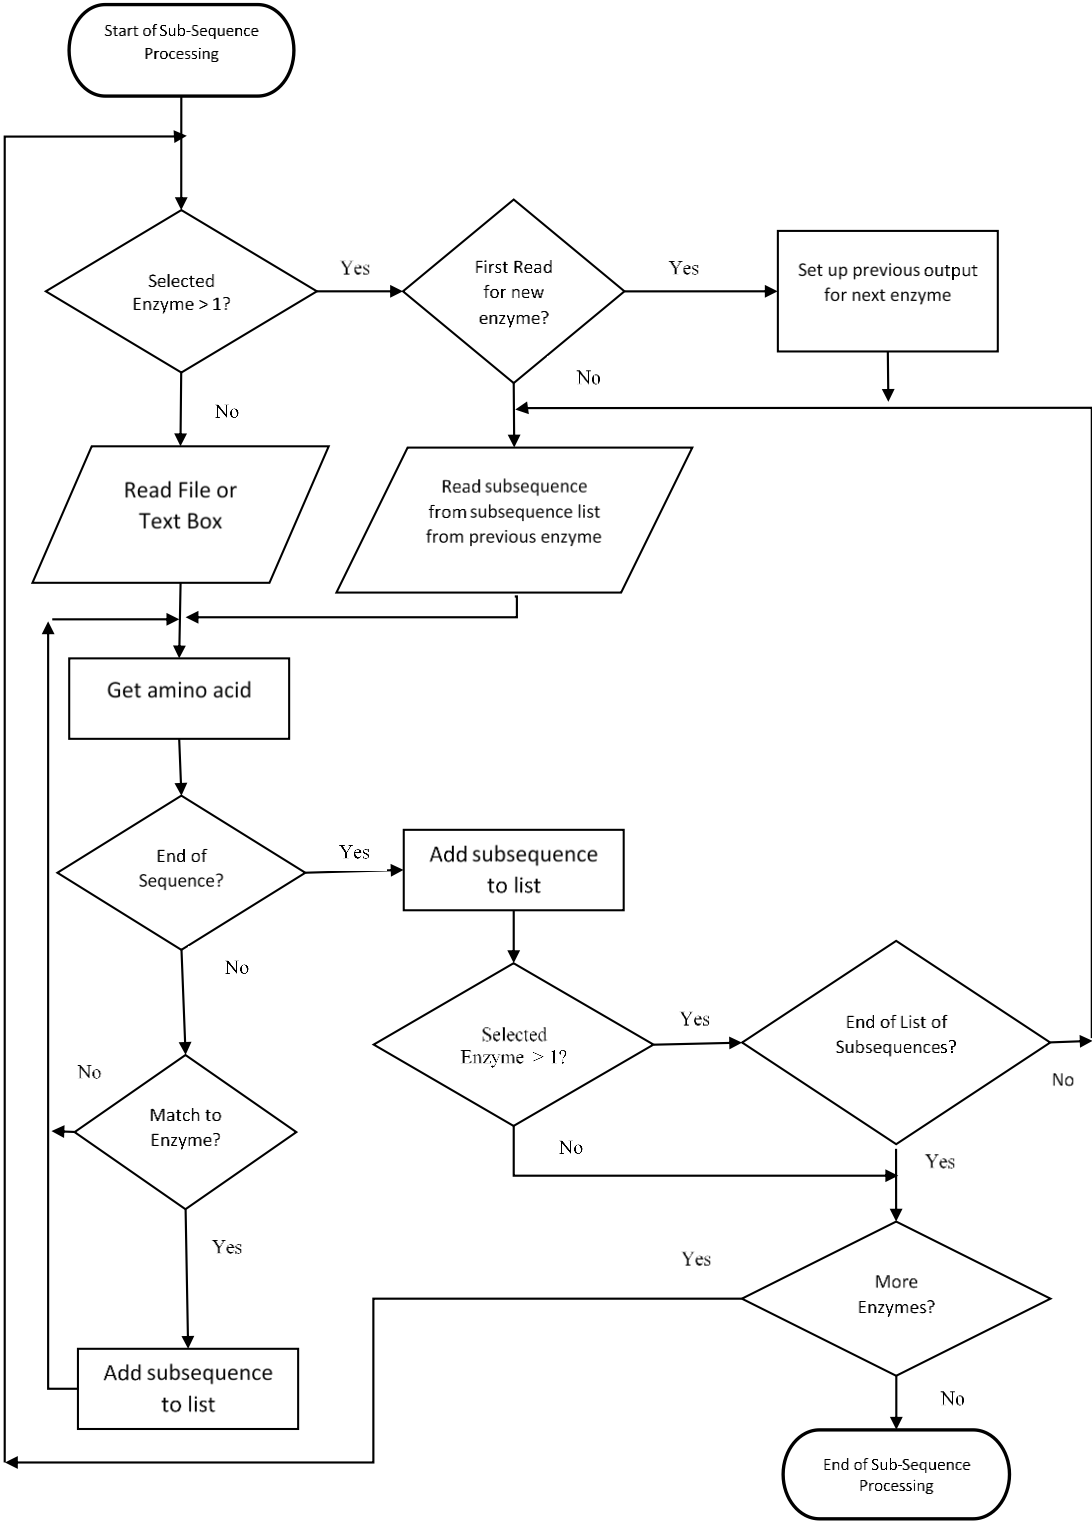 Start of Sub-Sequence
Processing
Selected
Enzyme > 1?
Yes
First Read
for new
enzyme?
Yes
Set up previous output
for next enzyme
No
No
Read File or
Text Box
Read subsequence
from subsequence list
from previous enzyme
Get amino acid
End of
Sequence?
Yes
Add subsequence
to list
No
Selected
Enzyme > 1?
Yes
End of List of
Subsequences?
No
No
Match to
Enzyme?
No
Yes
Yes
Yes
More
Enzymes?
Add subsequence
to list
No
End of Sub-Sequence
Processing